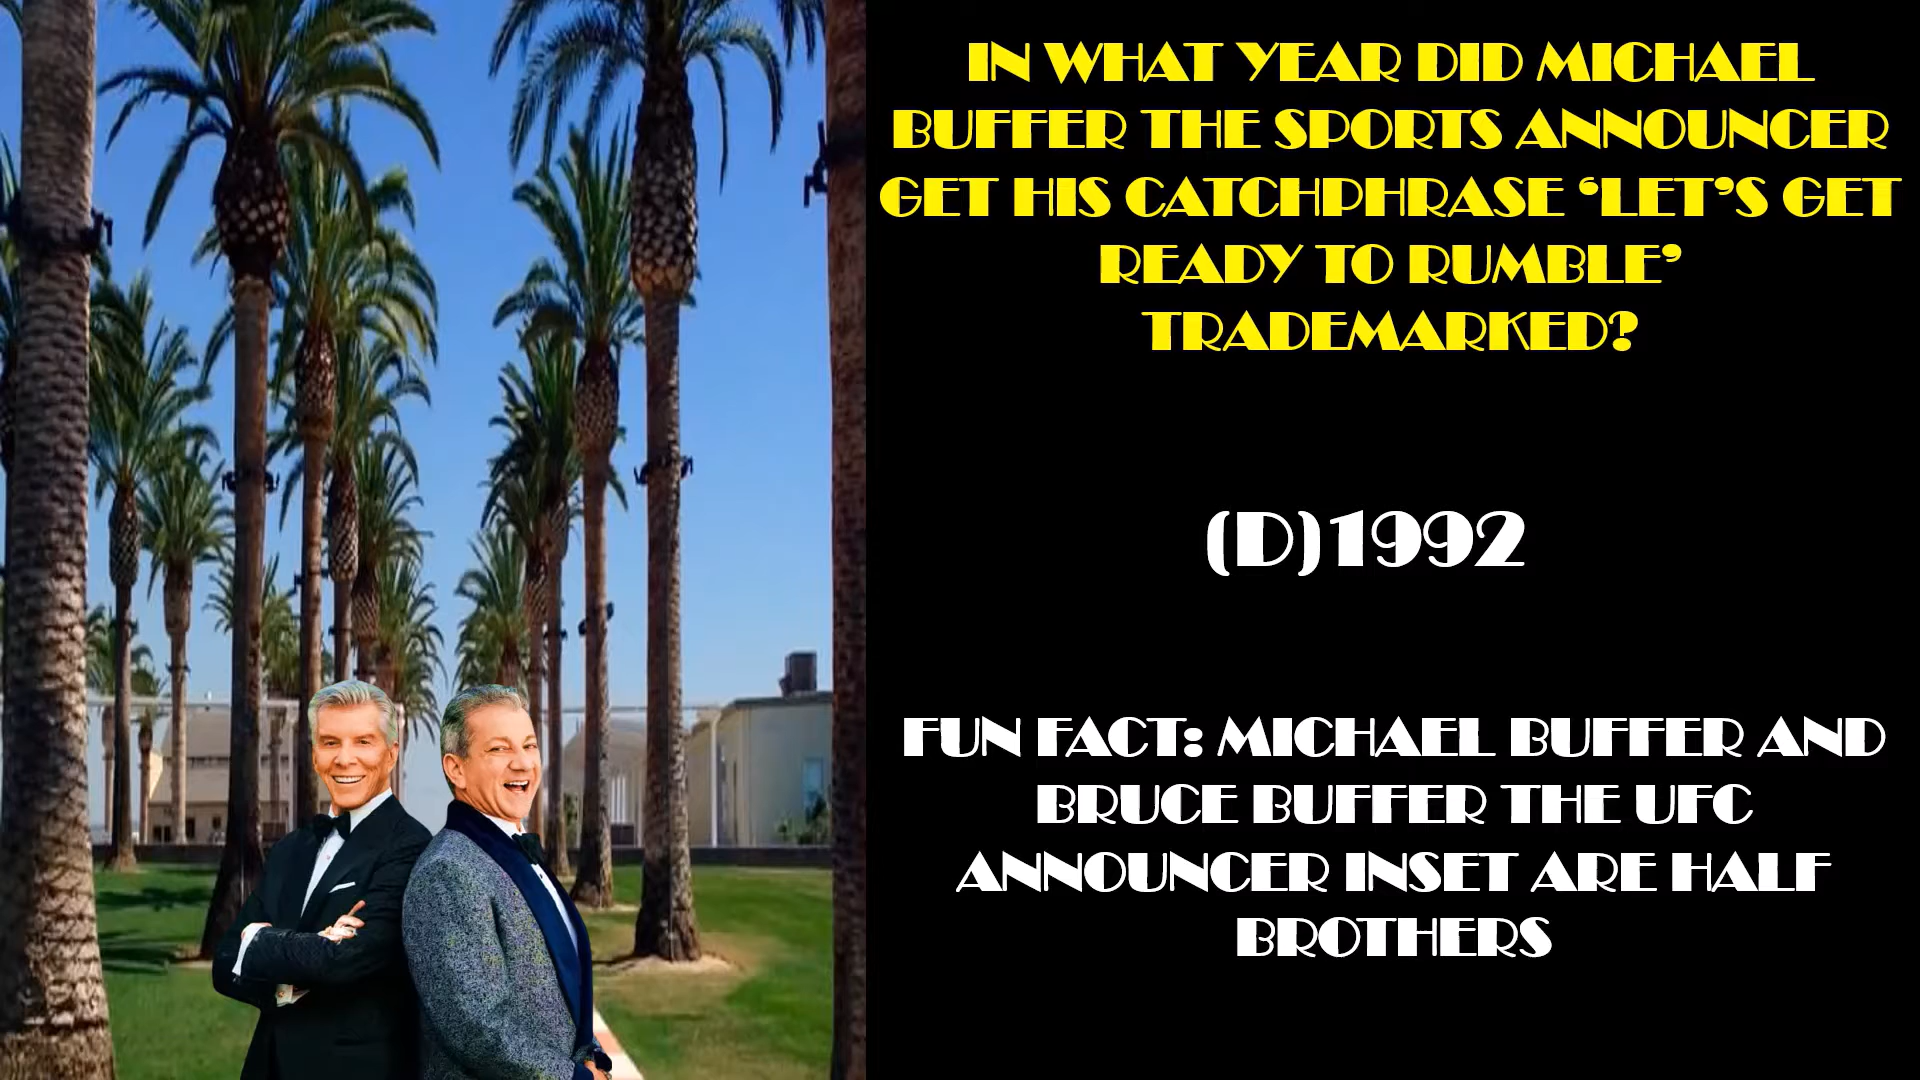 IN WHAT YEAR DID MICHAEL
BUFFER THE SPORTS ANNOUNCER
GET HIS CATCHPHRASE ‘LET’S GET
READY TO RUMBLE’
TRADEMARKED?
(D)1992
FUN FACT: MICHAEL BUFFER AND
BRUCE BUFFER THE UFC
ANNOUNCER INSET ARE HALF
BROTHERS